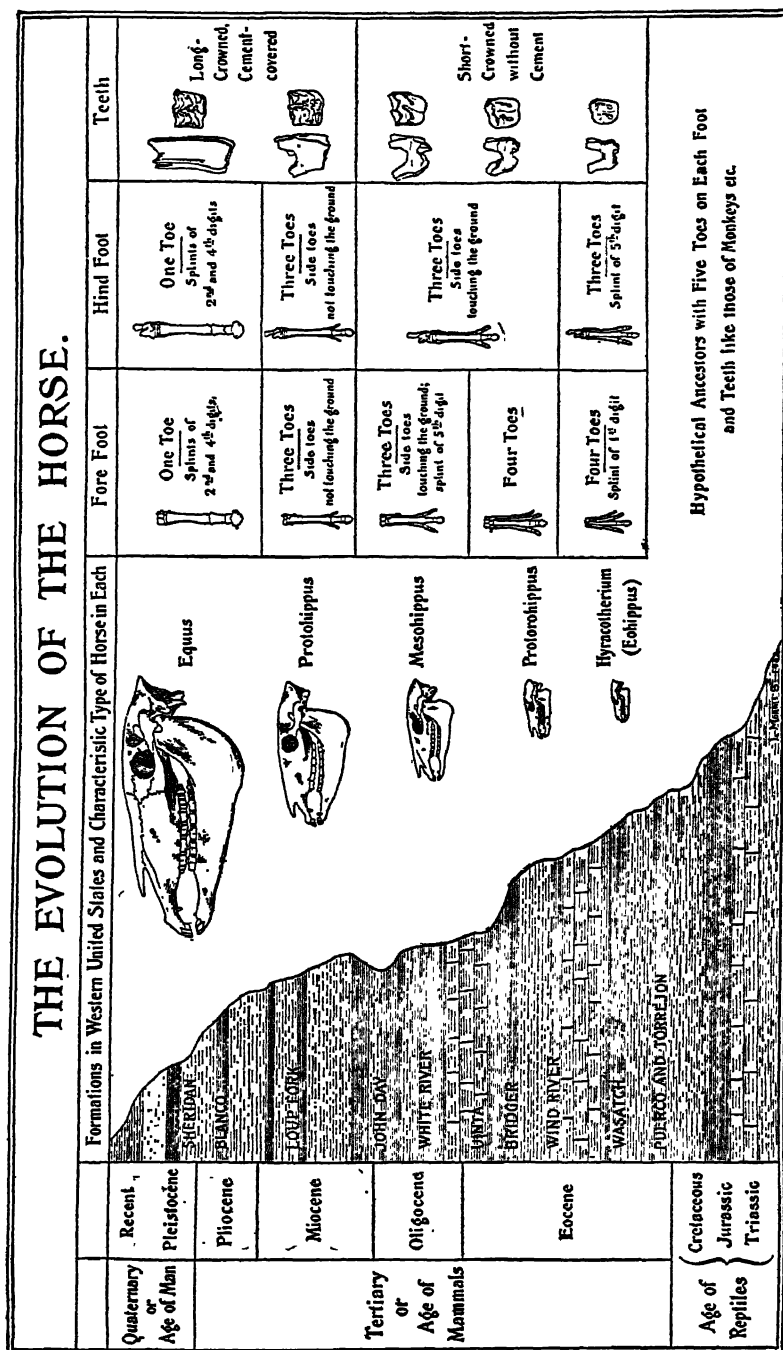 THE EVOLUTION OF THE HORSE.
Formations in Western United States and Characteristic Type of Horse in Each
Fore Foot
Hind Foot
Teeth
Quaternary
or
Age of Man
Recent
Pleistocene
SHERIDAN
Equus
One Toe
Splints of
2nd and 4th digits.
One Toe
Splints of
2nd and 4th digits
Long-
Crowned,
Cement-
covered
Tertiary
or
Age of
Mammals
Pliocene
BLANCO
Miocene
LOUP FORK
Protohippus
Three Toes
Side toes
not touching the ground
Three Toes
Side toes
not touching the ground
JOHN DAY
Oligocene
WHITE RIVER
Mesohippus
Three Toes
Side toes
touching the ground;
splint of 5th digit
Three Toes
Side toes
touching the ground
Short-
Crowned
without
Cement
Eocene
UINTA
BRIDGER
WIND RIVER
Protorohippus
Four Toes
WASATCH
Hyracotherium
(Eohippus)
Four Toes
Splint of 1st digit
Three Toes
Splint of 5th digit
PUERCO AND TORREJON
Age of
Reptiles
Cretaceous
Jurassic
Triassic
Hypothetical Ancestors with Five Toes on Each Foot
and Teeth like those of Monkeys etc.